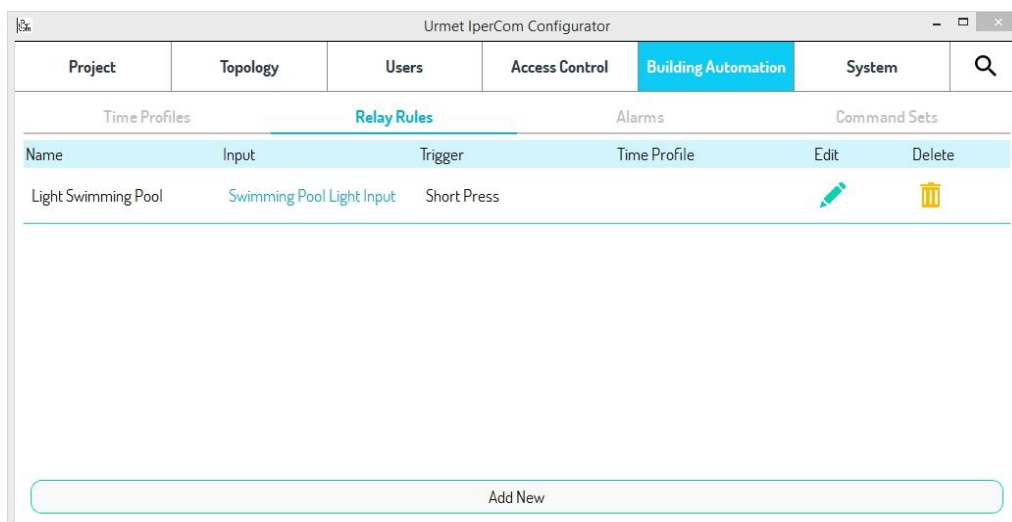 Urmet IperCom Configurator
Project Topology Users Access Control Building Automation System
Time Profiles Relay Rules Alarms Command Sets
Name Input Trigger Time Profile Edit Delete
Light Swimming Pool Swimming Pool Light Input Short Press
Add New